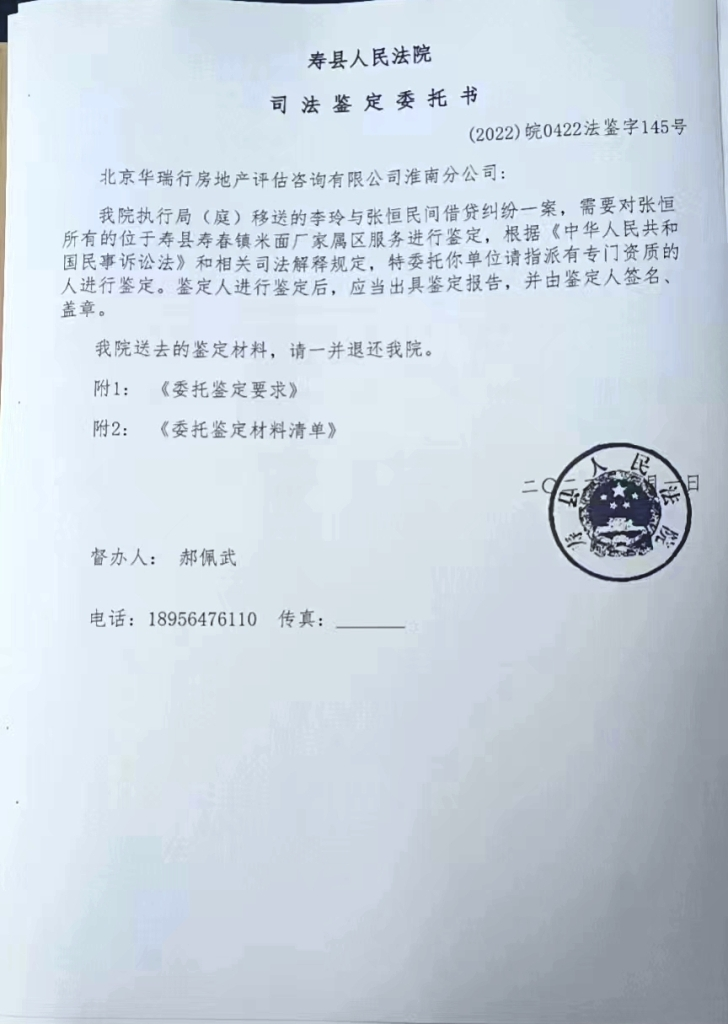 寿县人民法院
司法鉴定委托书
(2022)皖0422法鉴字145号
北京华瑞行房地产评估咨询有限公司淮南分公司：
我院执行局（庭）移送的李玲与张恒民间借贷纠纷一案，需要对张恒
所有的位于寿县寿春镇米面厂家属区服务进行鉴定，根据《中华人民共和
国民事诉讼法》和相关司法解释规定，特委托你单位请指派有专门资质的
人进行鉴定。鉴定人进行鉴定后，应当出具鉴定报告，并由鉴定人签名、
盖章。
我院送去的鉴定材料，请一并退还我院。
附1：《委托鉴定要求》
附2：《委托鉴定材料清单》
二〇二 月一日
寿县人民法院
督办人：郝佩武
电话：18956476110 传真：